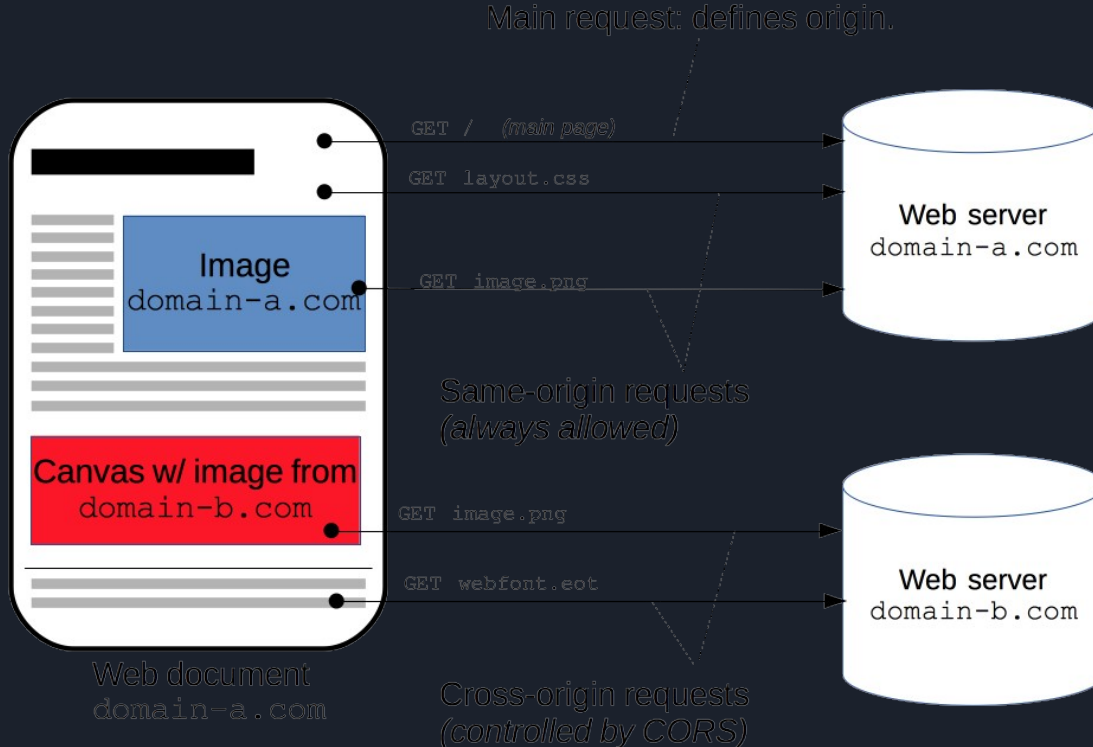 Main request: defines origin.
GET / (main page)
GET layout.css
Image
domain-a.com
GET image.png
Web server
domain-a.com
Same-origin requests
(always allowed)
Canvas w/ image from
domain-b.com
GET image.png
GET webfont.eot
Web server
domain-b.com
Web document
domain-a.com
Cross-origin requests
(controlled by CORS)